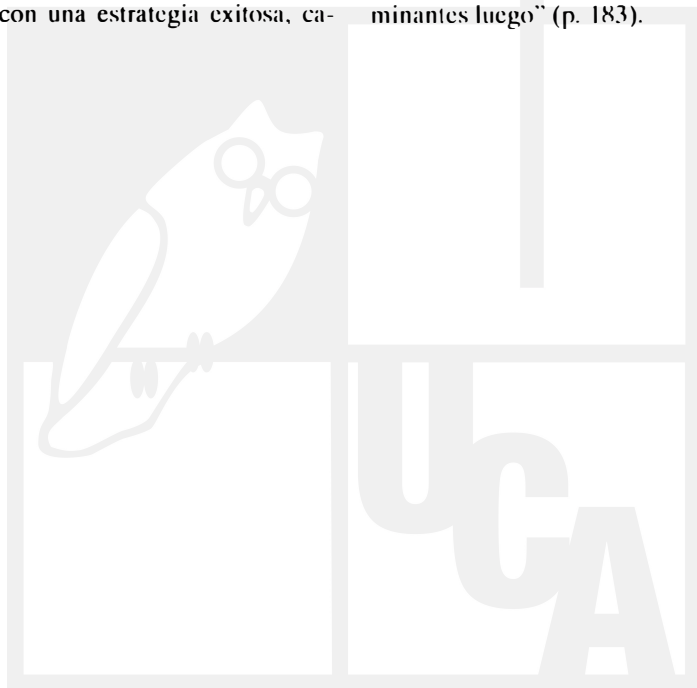 con una estrategia exitosa, ca-
minantes luego” (p. 183).
UCA